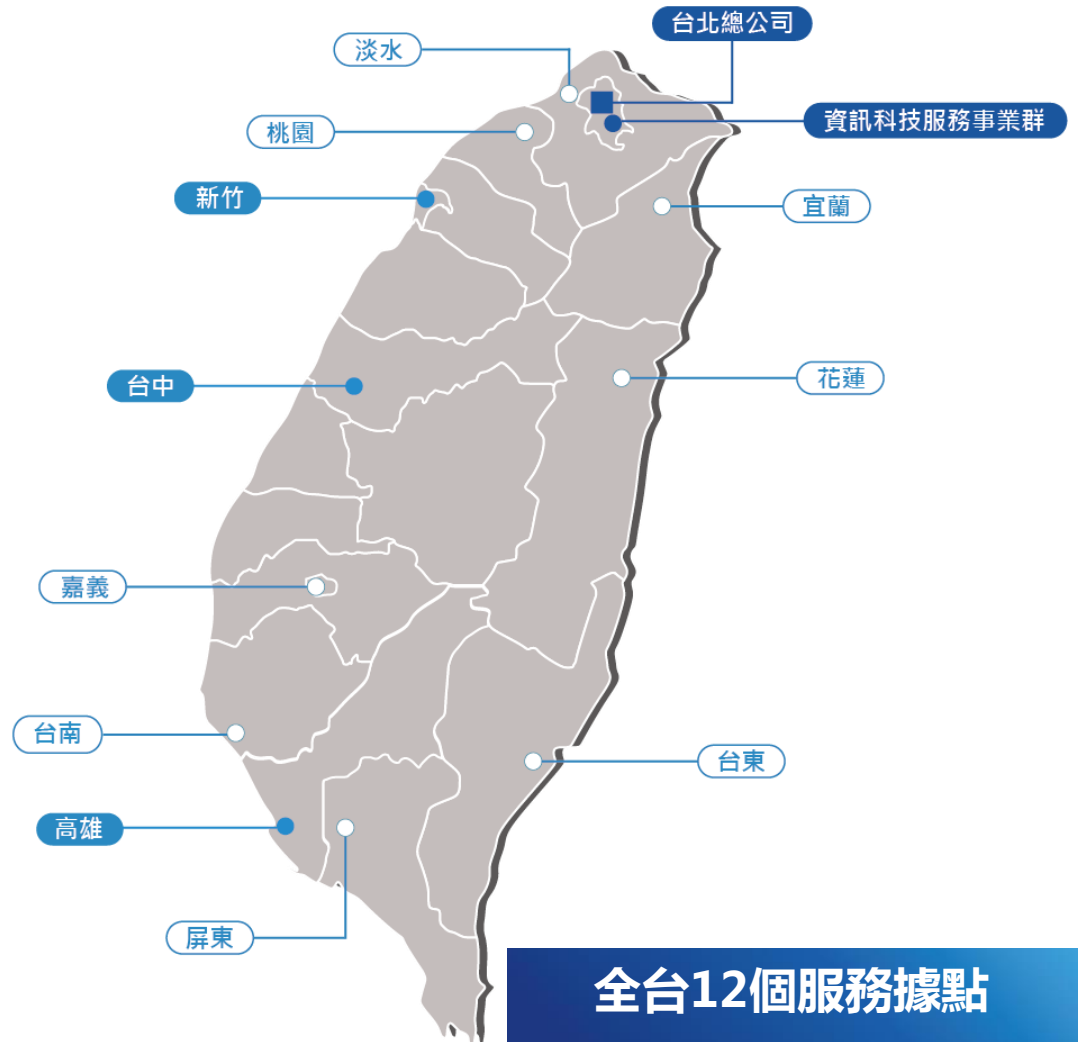 台北總公司
淡水
資訊科技服務事業群
桃園
新竹
宜蘭
台中
花蓮
嘉義
台南
台東
高雄
屏東
全台12個服務據點